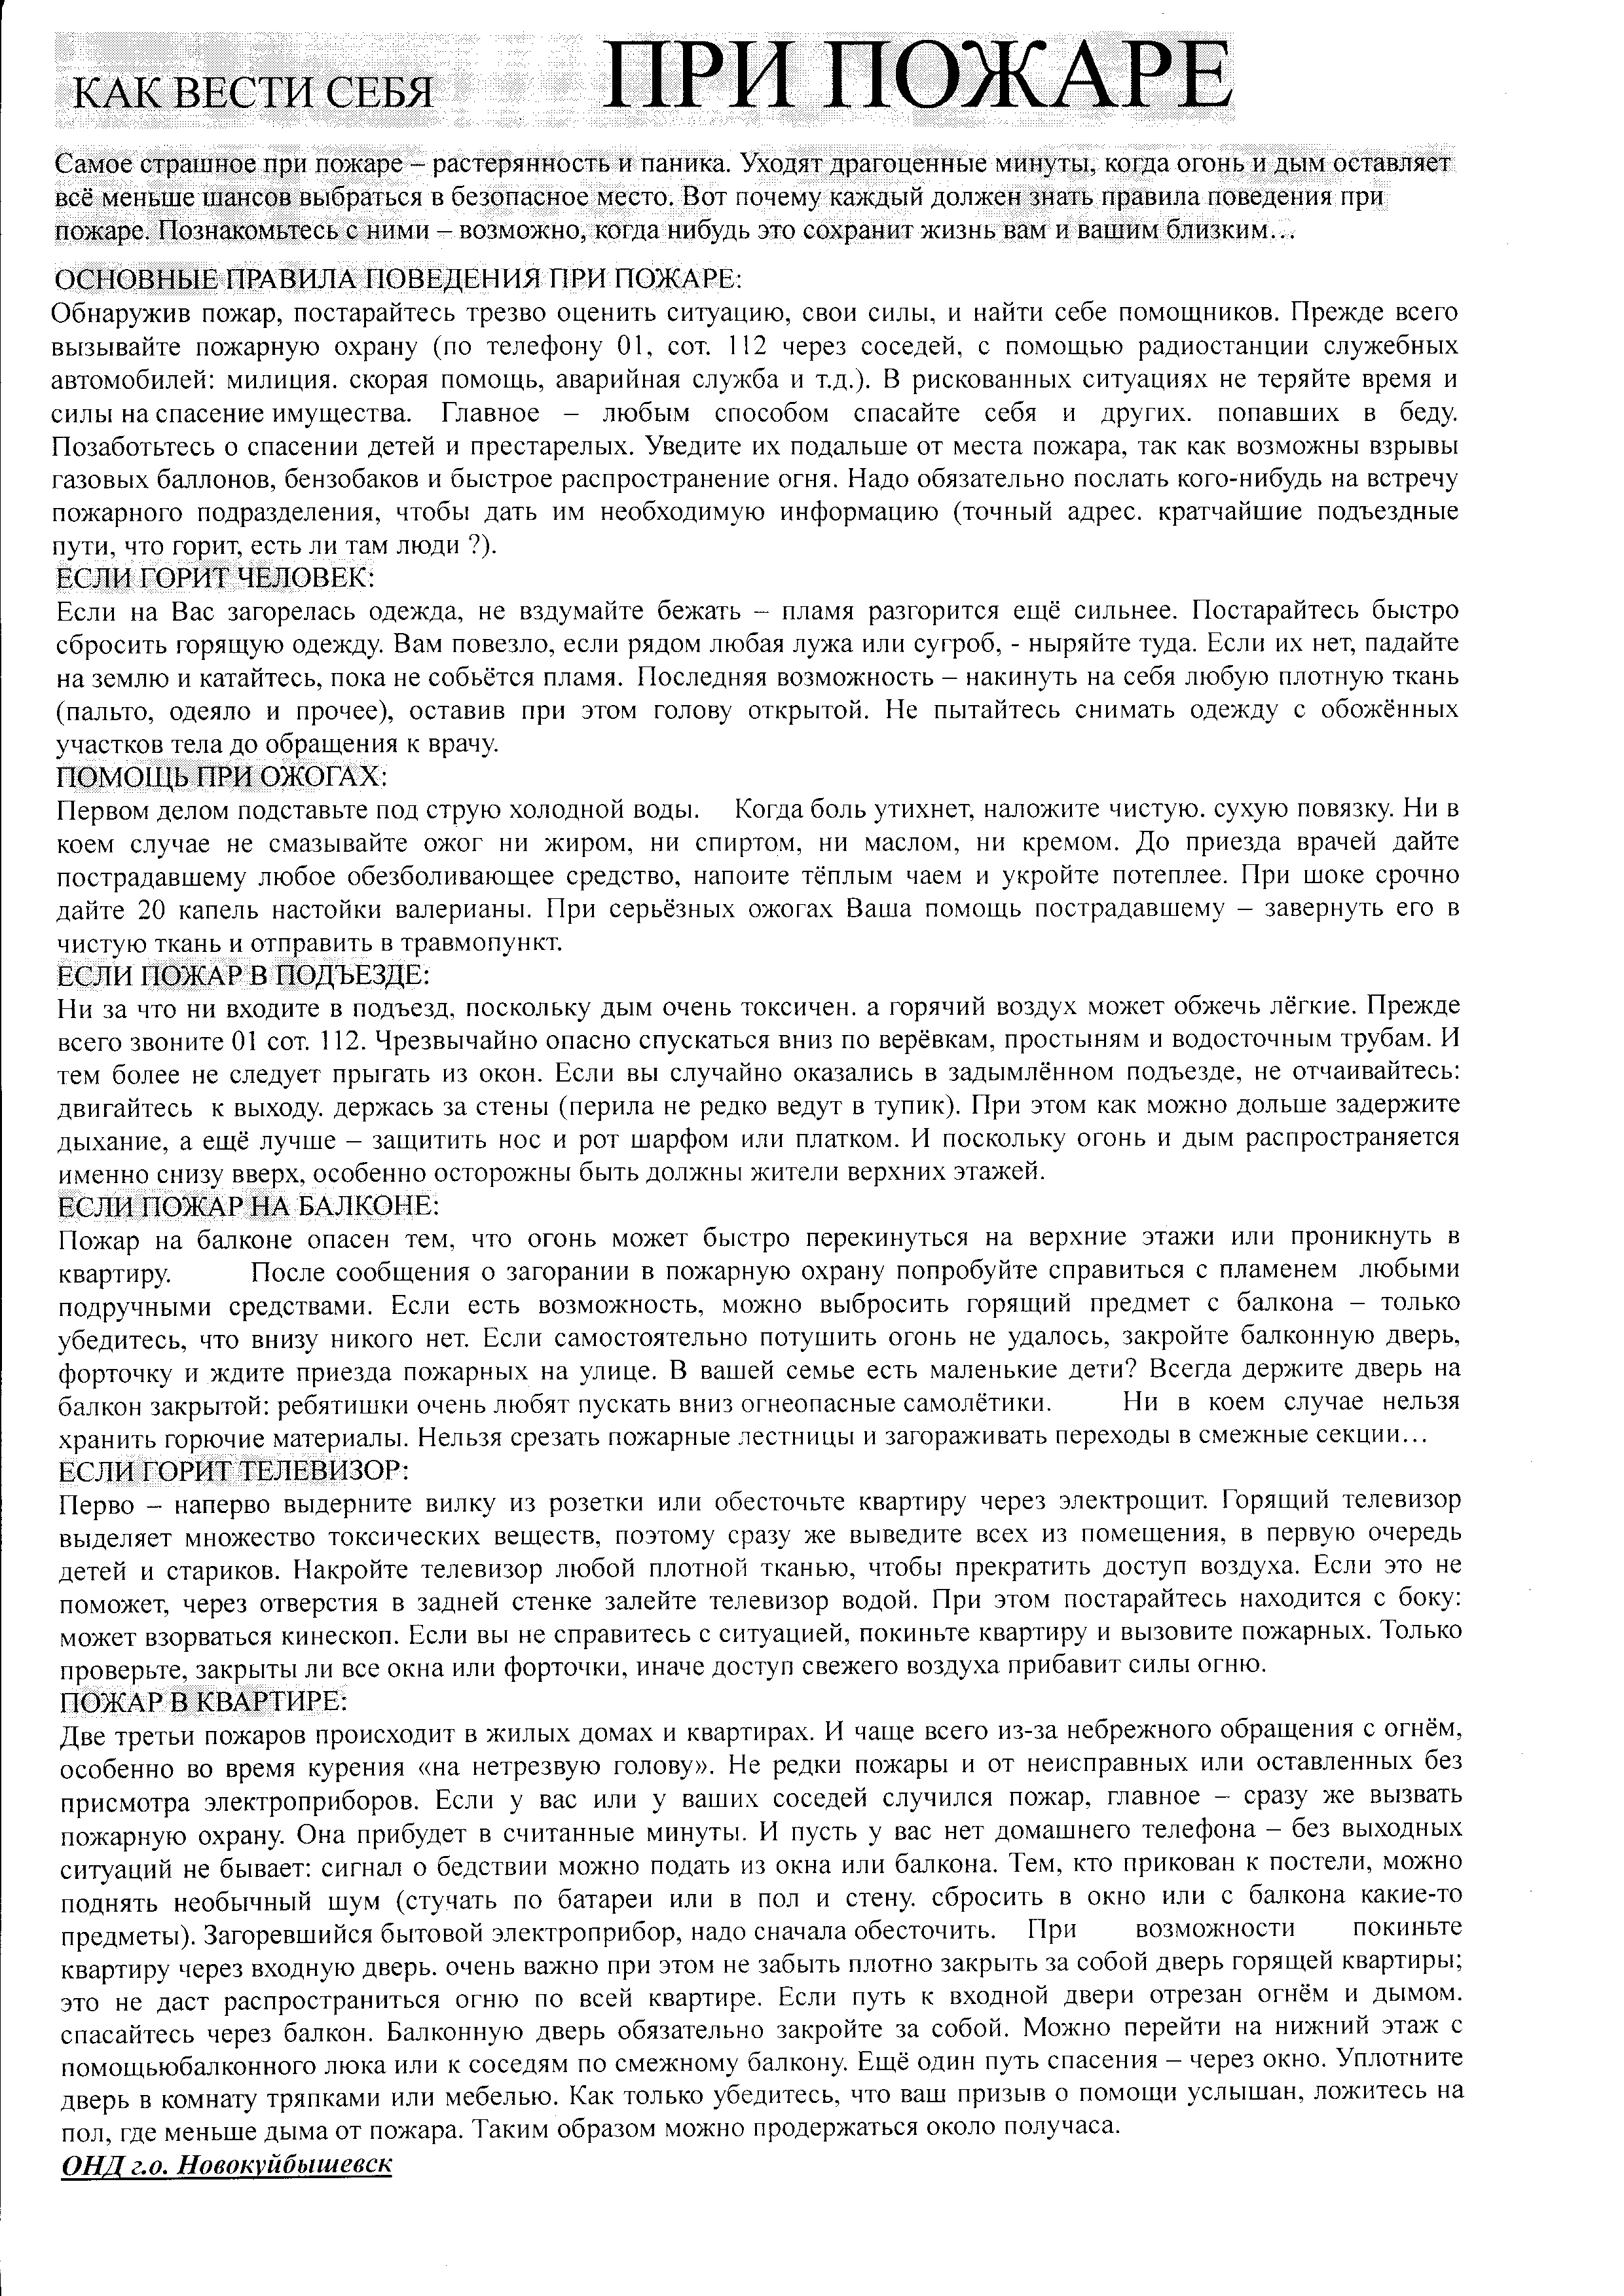 КАК ВЕСТИ СЕБЯ ПРИ ПОЖАРЕ
Самое страшное при пожаре – растерянность и паника. Уходят драгоценные минуты, когда огонь и дым оставляет
всё меньше шансов выбраться в безопасное место. Вот почему каждый должен знать правила поведения при
пожаре. Познакомьтесь с ними – возможно, когда нибудь это сохранит жизнь вам и вашим близким…
ОСНОВНЫЕ ПРАВИЛА ПОВЕДЕНИЯ ПРИ ПОЖАРЕ:
Обнаружив пожар, постарайтесь трезво оценить ситуацию, свои силы, и найти себе помощников. Прежде всего
вызывайте пожарную охрану (по телефону 01, сот. 112 через соседей, с помощью радиостанции служебных
автомобилей: милиция. скорая помощь, аварийная служба и т.д.). В рискованных ситуациях не теряйте время и
силы на спасение имущества. Главное – любым способом спасайте себя и других. попавших в беду.
Позаботьтесь о спасении детей и престарелых. Уведите их подальше от места пожара, так как возможны взрывы
газовых баллонов, бензобаков и быстрое распространение огня. Надо обязательно послать кого-нибудь на встречу
пожарного подразделения, чтобы дать им необходимую информацию (точный адрес. кратчайшие подъездные
пути, что горит, есть ли там люди ?).
ЕСЛИ ГОРИТ ЧЕЛОВЕК:
Если на Вас загорелась одежда, не вздумайте бежать – пламя разгорится ещё сильнее. Постарайтесь быстро
сбросить горящую одежду. Вам повезло, если рядом любая лужа или сугроб, - ныряйте туда. Если их нет, падайте
на землю и катайтесь, пока не собьётся пламя. Последняя возможность – накинуть на себя любую плотную ткань
(пальто, одеяло и прочее), оставив при этом голову открытой. Не пытайтесь снимать одежду с обожённых
участков тела до обращения к врачу.
ПОМОЩЬ ПРИ ОЖОГАХ:
Первом делом подставьте под струю холодной воды. Когда боль утихнет, наложите чистую. сухую повязку. Ни в
коем случае не смазывайте ожог ни жиром, ни спиртом, ни маслом, ни кремом. До приезда врачей дайте
пострадавшему любое обезболивающее средство, напоите тёплым чаем и укройте потеплее. При шоке срочно
дайте 20 капель настойки валерианы. При серьёзных ожогах Ваша помощь пострадавшему – завернуть его в
чистую ткань и отправить в травмопункт.
ЕСЛИ ПОЖАР В ПОДЪЕЗДЕ:
Ни за что ни входите в подъезд, поскольку дым очень токсичен. а горячий воздух может обжечь лёгкие. Прежде
всего звоните 01 сот. 112. Чрезвычайно опасно спускаться вниз по верёвкам, простыням и водосточным трубам. И
тем более не следует прыгать из окон. Если вы случайно оказались в задымлённом подъезде, не отчаивайтесь:
двигайтесь к выходу. держась за стены (перила не редко ведут в тупик). При этом как можно дольше задержите
дыхание, а ещё лучше – защитить нос и рот шарфом или платком. И поскольку огонь и дым распространяется
именно снизу вверх, особенно осторожны быть должны жители верхних этажей.
ЕСЛИ ПОЖАР НА БАЛКОНЕ:
Пожар на балконе опасен тем, что огонь может быстро перекинуться на верхние этажи или проникнуть в
квартиру. После сообщения о загорании в пожарную охрану попробуйте справиться с пламенем любыми
подручными средствами. Если есть возможность, можно выбросить горящий предмет с балкона – только
убедитесь, что внизу никого нет. Если самостоятельно потушить огонь не удалось, закройте балконную дверь,
форточку и ждите приезда пожарных на улице. В вашей семье есть маленькие дети? Всегда держите дверь на
балкон закрытой: ребятишки очень любят пускать вниз огнеопасные самолётики. Ни в коем случае нельзя
хранить горючие материалы. Нельзя срезать пожарные лестницы и загораживать переходы в смежные секции…
ЕСЛИ ГОРИТ ТЕЛЕВИЗОР:
Перво – наперво выдерните вилку из розетки или обесточьте квартиру через электрощит. Горящий телевизор
выделяет множество токсических веществ, поэтому сразу же выведите всех из помещения, в первую очередь
детей и стариков. Накройте телевизор любой плотной тканью, чтобы прекратить доступ воздуха. Если это не
поможет, через отверстия в задней стенке залейте телевизор водой. При этом постарайтесь находится с боку:
может взорваться кинескоп. Если вы не справитесь с ситуацией, покиньте квартиру и вызовите пожарных. Только
проверьте, закрыты ли все окна или форточки, иначе доступ свежего воздуха прибавит силы огню.
ПОЖАР В КВАРТИРЕ:
Две третьи пожаров происходит в жилых домах и квартирах. И чаще всего из-за небрежного обращения с огнём,
особенно во время курения «на нетрезвую голову». Не редки пожары и от неисправных или оставленных без
присмотра электроприборов. Если у вас или у ваших соседей случился пожар, главное – сразу же вызвать
пожарную охрану. Она прибудет в считанные минуты. И пусть у вас нет домашнего телефона – без выходных
ситуаций не бывает: сигнал о бедствии можно подать из окна или балкона. Тем, кто прикован к постели, можно
поднять необычный шум (стучать по батареи или в пол и стену. сбросить в окно или с балкона какие-то
предметы). Загоревшийся бытовой электроприбор, надо сначала обесточить. При возможности покиньте
квартиру через входную дверь. очень важно при этом не забыть плотно закрыть за собой дверь горящей квартиры;
это не даст распространиться огню по всей квартире. Если путь к входной двери отрезан огнём и дымом.
спасайтесь через балкон. Балконную дверь обязательно закройте за собой. Можно перейти на нижний этаж с
помощьюбалконного люка или к соседям по смежному балкону. Ещё один путь спасения – через окно. Уплотните
дверь в комнату тряпками или мебелью. Как только убедитесь, что ваш призыв о помощи услышан, ложитесь на
пол, где меньше дыма от пожара. Таким образом можно продержаться около получаса.
ОНД г.о. Новокуйбышевск